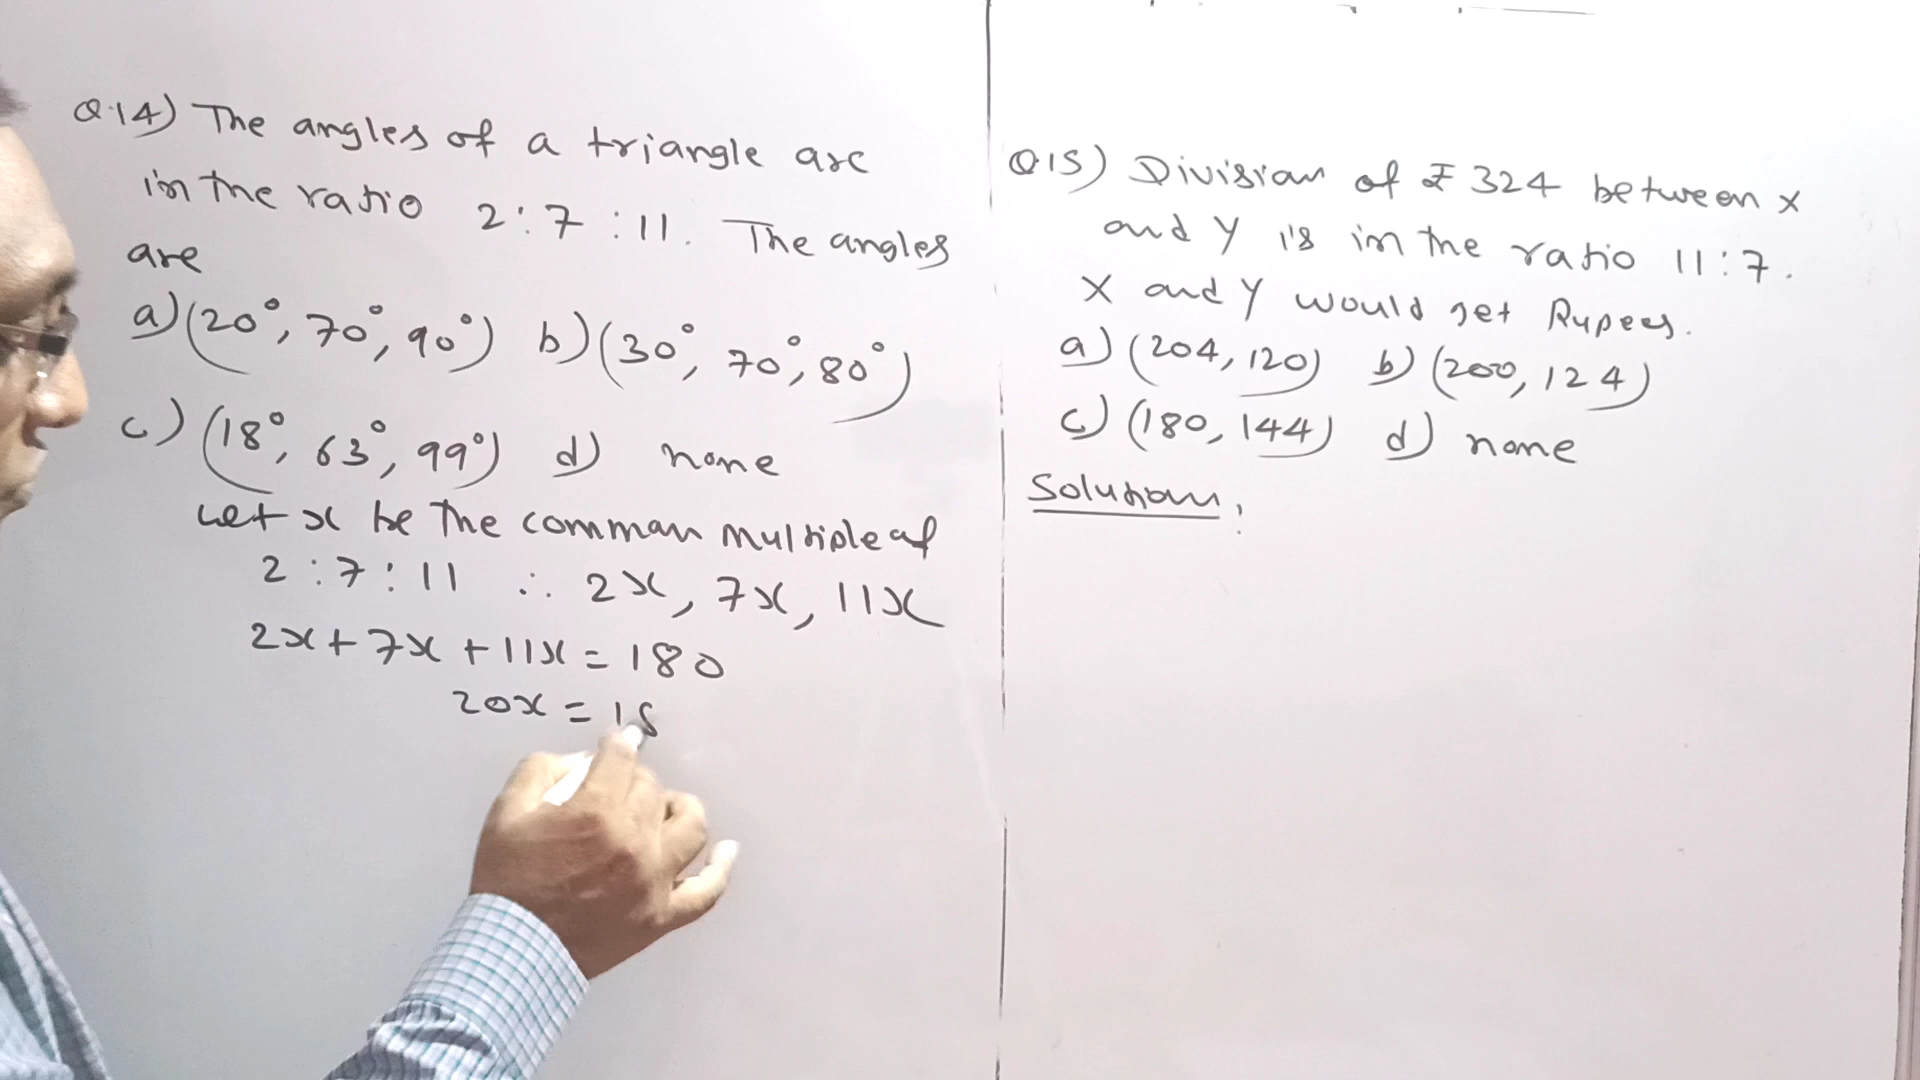 Q.14) The angles of a triangle are
in the ratio 2:7:11. The angles
are
a) (20°, 70°, 90°) b) (30°, 70°, 80°)
c) (18°, 63°, 99°) d) none
Let x be the common multiple of
2:7:11 ∴ 2x, 7x, 11x
2x + 7x + 11x = 180
20x = 18
Q15) Division of ₹ 324 between X
and Y is in the ratio 11:7.
X and Y would get Rupees.
a) (204, 120) b) (200, 124)
c) (180, 144) d) none
Solution: